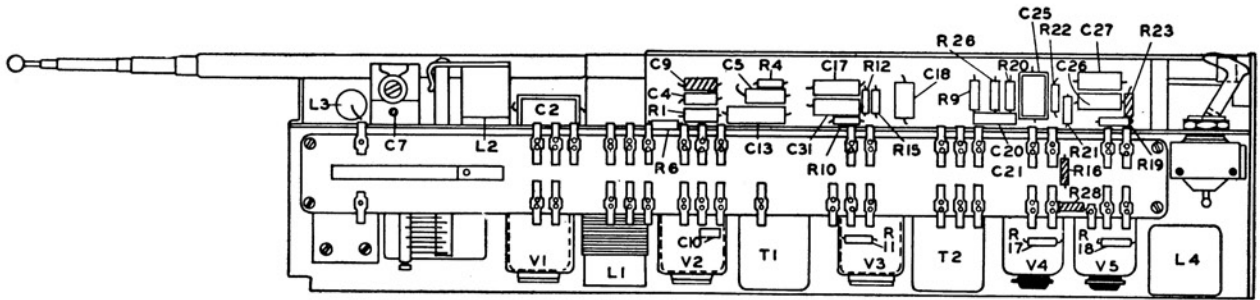 C25
R22
C27
R23
R26
R20
C26
C9
C5
R4
C17
R12
C18
C4
R9
L3
R1
C2
C7
L2
R6
C13
C31
R10
R15
C20
R21
R19
C21
R16
R28
C10
R
11
R
17
R
18
V1
L1
V2
T1
V3
T2
V4
V5
L4